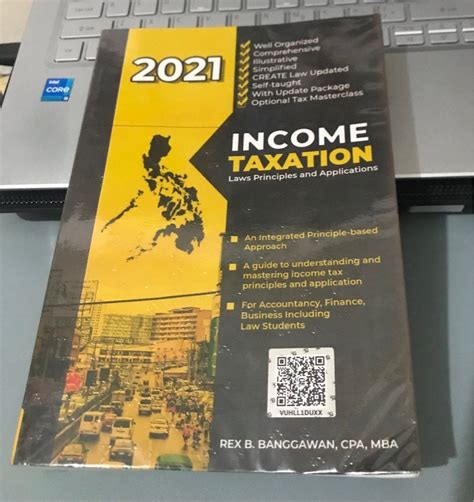 intel
CORE
i5
2021
Well Organized
Comprehensive
Illustrative
Simplified
CREATE Law Updated
Self-taught
With Update Package
Optional Tax Masterclass
INCOME
TAXATION
Laws Principles and Applications
An Integrated Principle-based
Approach
A guide to understanding and
mastering income tax
principles and application
For Accountancy, Finance,
Business Including
Law Students
VUHLL1DUXX
REX B. BANGGAWAN, CPA, MBA